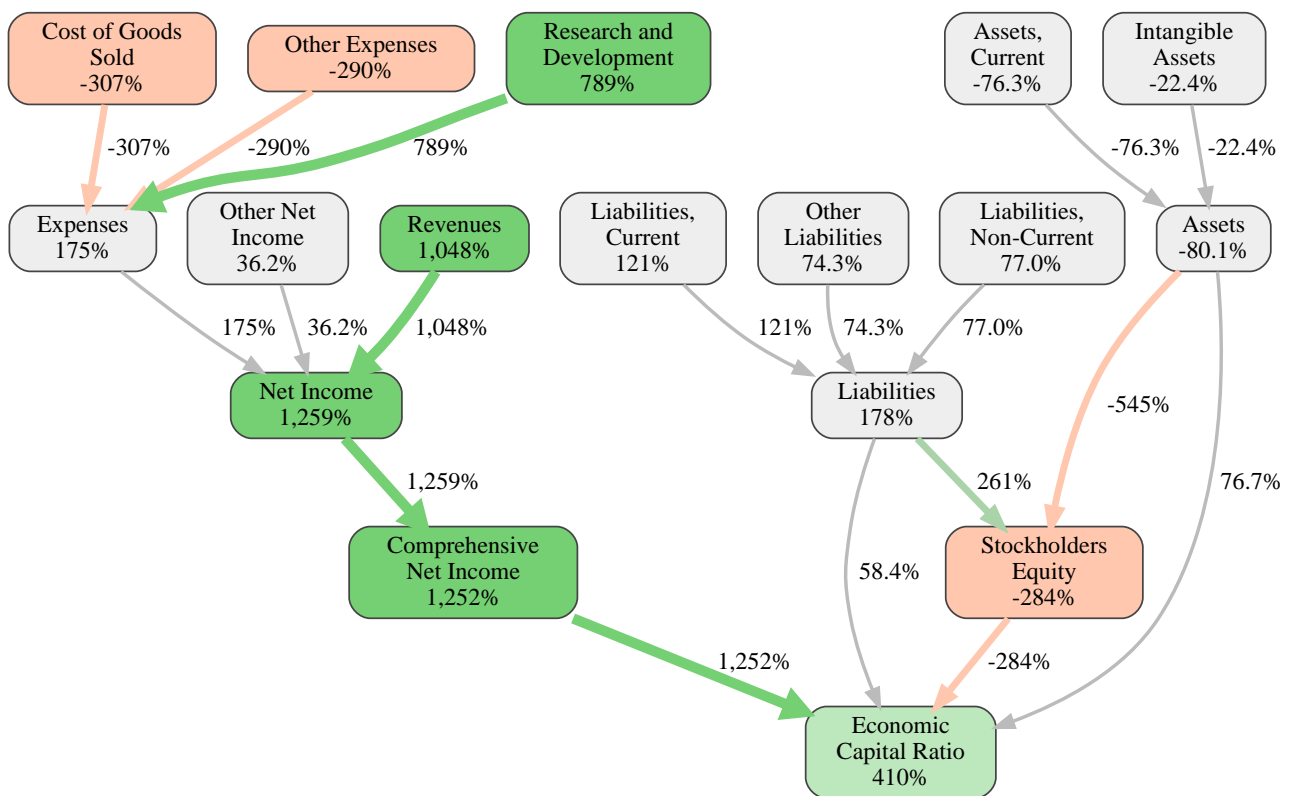 Cost of Goods
Sold
-307%
Other Expenses
-290%
Research and
Development
789%
Assets,
Current
-76.3%
Intangible
Assets
-22.4%
-307%
-290%
789%
-76.3%
-22.4%
Expenses
175%
Other Net
Income
36.2%
Revenues
1,048%
Liabilities,
Current
121%
Other
Liabilities
74.3%
Liabilities,
Non-Current
77.0%
Assets
-80.1%
175%
36.2%
1,048%
121%
74.3%
77.0%
Net Income
1,259%
Liabilities
178%
-545%
1,259%
261%
76.7%
Comprehensive
Net Income
1,252%
Stockholders
Equity
-284%
58.4%
1,252%
-284%
Economic
Capital Ratio
410%